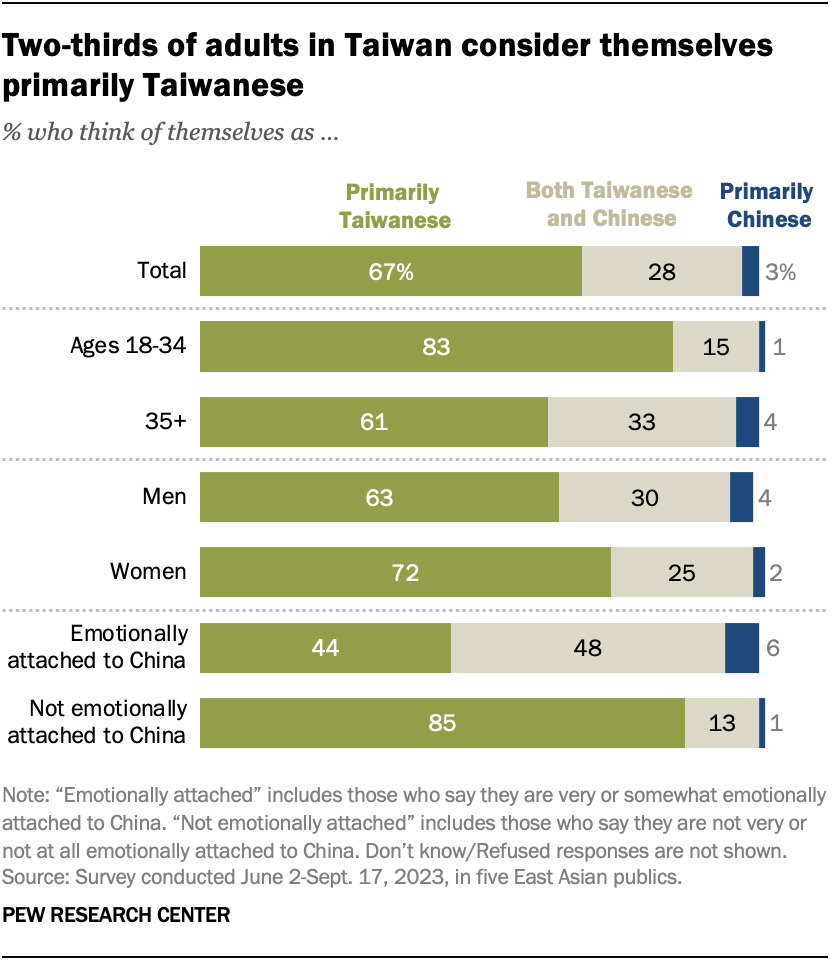 Two-thirds of adults in Taiwan consider themselves
primarily Taiwanese
% who think of themselves as ...
Primarily
Taiwanese
Both Taiwanese
and Chinese
Primarily
Chinese
Total
67%
28
3%
Ages 18-34
83
15
1
35+
61
33
4
Men
63
30
4
Women
72
25
2
Emotionally
attached to China
44
48
6
Not emotionally
attached to China
85
13
1
Note: “Emotionally attached” includes those who say they are very or somewhat emotionally
attached to China. “Not emotionally attached” includes those who say they are not very or
not at all emotionally attached to China. Don’t know/Refused responses are not shown.
Source: Survey conducted June 2-Sept. 17, 2023, in five East Asian publics.
PEW RESEARCH CENTER